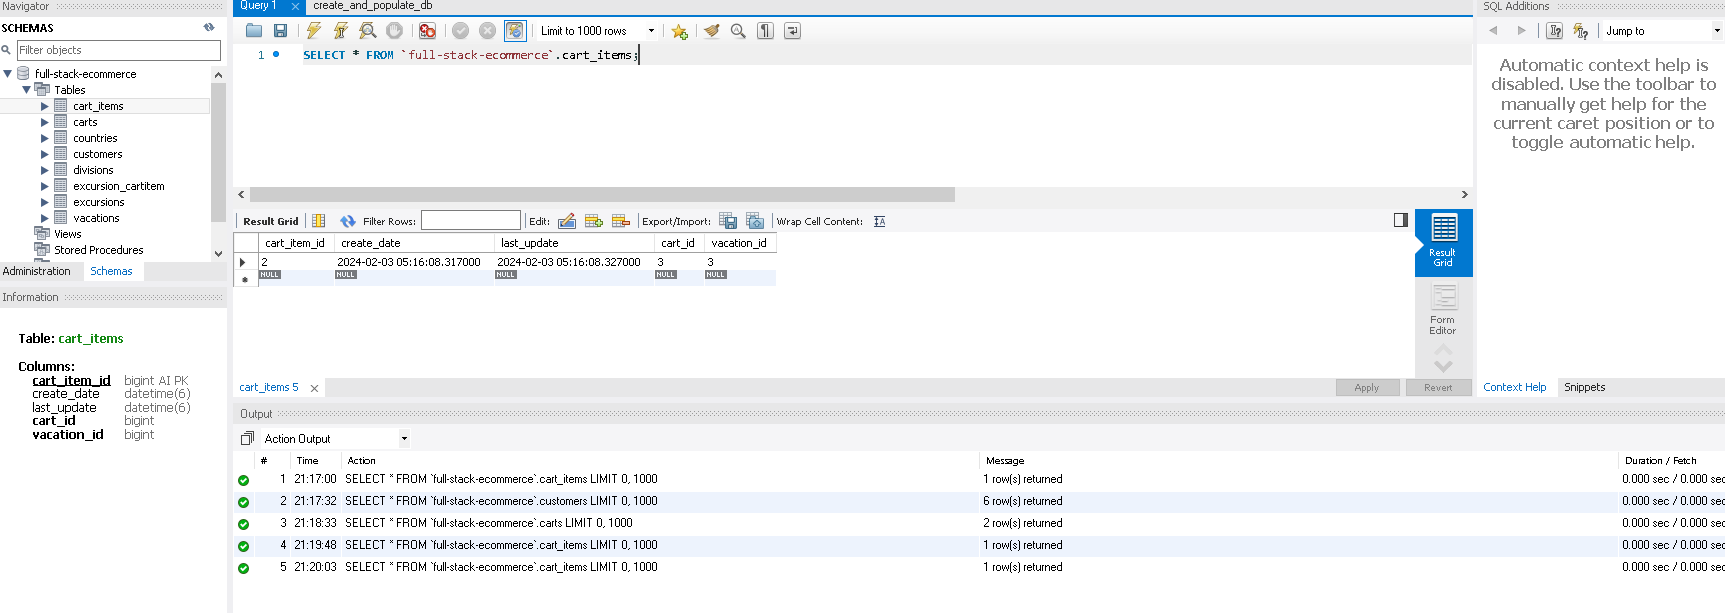 Navigator
SCHEMAS
Filter objects
full-stack-ecommerce
Tables
cart_items
carts
countries
customers
divisions
excursion_cartitem
excursions
vacations
Views
Stored Procedures
Administration Schemas
Information
Table: cart_items
Columns:
cart_item_id bigint AI PK
create_date datetime(6)
last_update datetime(6)
cart_id bigint
vacation_id bigint
Query 1 create_and_populate_db
Limit to 1000 rows
1 SELECT * FROM `full-stack-ecommerce`.cart_items;
Result Grid Filter Rows: Edit: Export/Import: Wrap Cell Content:
cart_item_id create_date last_update cart_id vacation_id
2 2024-02-03 05:16:08.317000 2024-02-03 05:16:08.327000 3 3
NULL NULL NULL NULL NULL
Result
Grid
Form
Editor
cart_items 5
Apply Revert
Output
Action Output
# Time Action Message Duration / Fetch
1 21:17:00 SELECT * FROM `full-stack-ecommerce`.cart_items LIMIT 0, 1000 1 row(s) returned 0.000 sec / 0.000 sec
2 21:17:32 SELECT * FROM `full-stack-ecommerce`.customers LIMIT 0, 1000 6 row(s) returned 0.000 sec / 0.000 sec
3 21:18:33 SELECT * FROM `full-stack-ecommerce`.carts LIMIT 0, 1000 2 row(s) returned 0.000 sec / 0.000 sec
4 21:19:48 SELECT * FROM `full-stack-ecommerce`.cart_items LIMIT 0, 1000 1 row(s) returned 0.000 sec / 0.000 sec
5 21:20:03 SELECT * FROM `full-stack-ecommerce`.cart_items LIMIT 0, 1000 1 row(s) returned 0.000 sec / 0.000 sec
SQL Additions
Jump to
Automatic context help is
disabled. Use the toolbar to
manually get help for the
current caret position or to
toggle automatic help.
Context Help Snippets